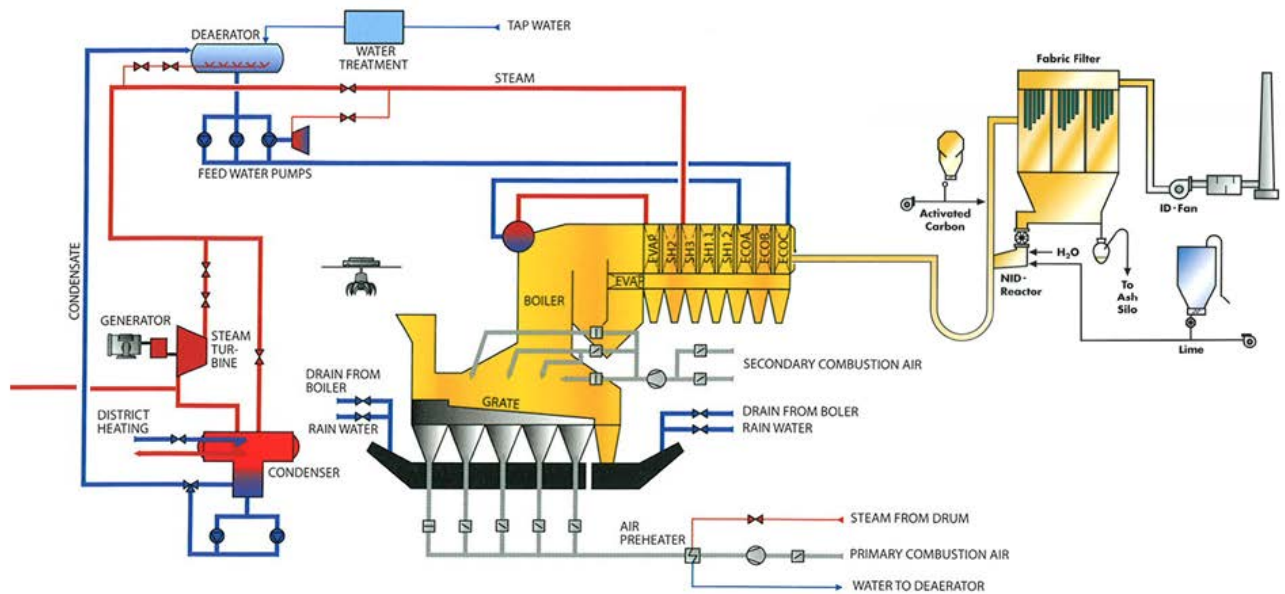 TAP WATER
DEAERATOR
WATER
TREATMENT
STEAM
CONDENSATE
FEED WATER PUMPS
Fabric Filter
Activated
Carbon
ID-Fan
H₂O
NID-
Reactor
To
Ash
Silo
Lime
EVAP
SH2
SH3
SH1.1
SH1.2
ECOA
ECOB
ECOC
EVAP
BOILER
GENERATOR
STEAM
TUR-
BINE
SECONDARY COMBUSTION AIR
DRAIN FROM
BOILER
RAIN WATER
GRATE
DRAIN FROM BOLER
RAIN WATER
DISTRICT
HEATING
CONDENSER
AIR
PREHEATER
STEAM FROM DRUM
PRIMARY COMBUSTION AIR
WATER TO DEAERATOR